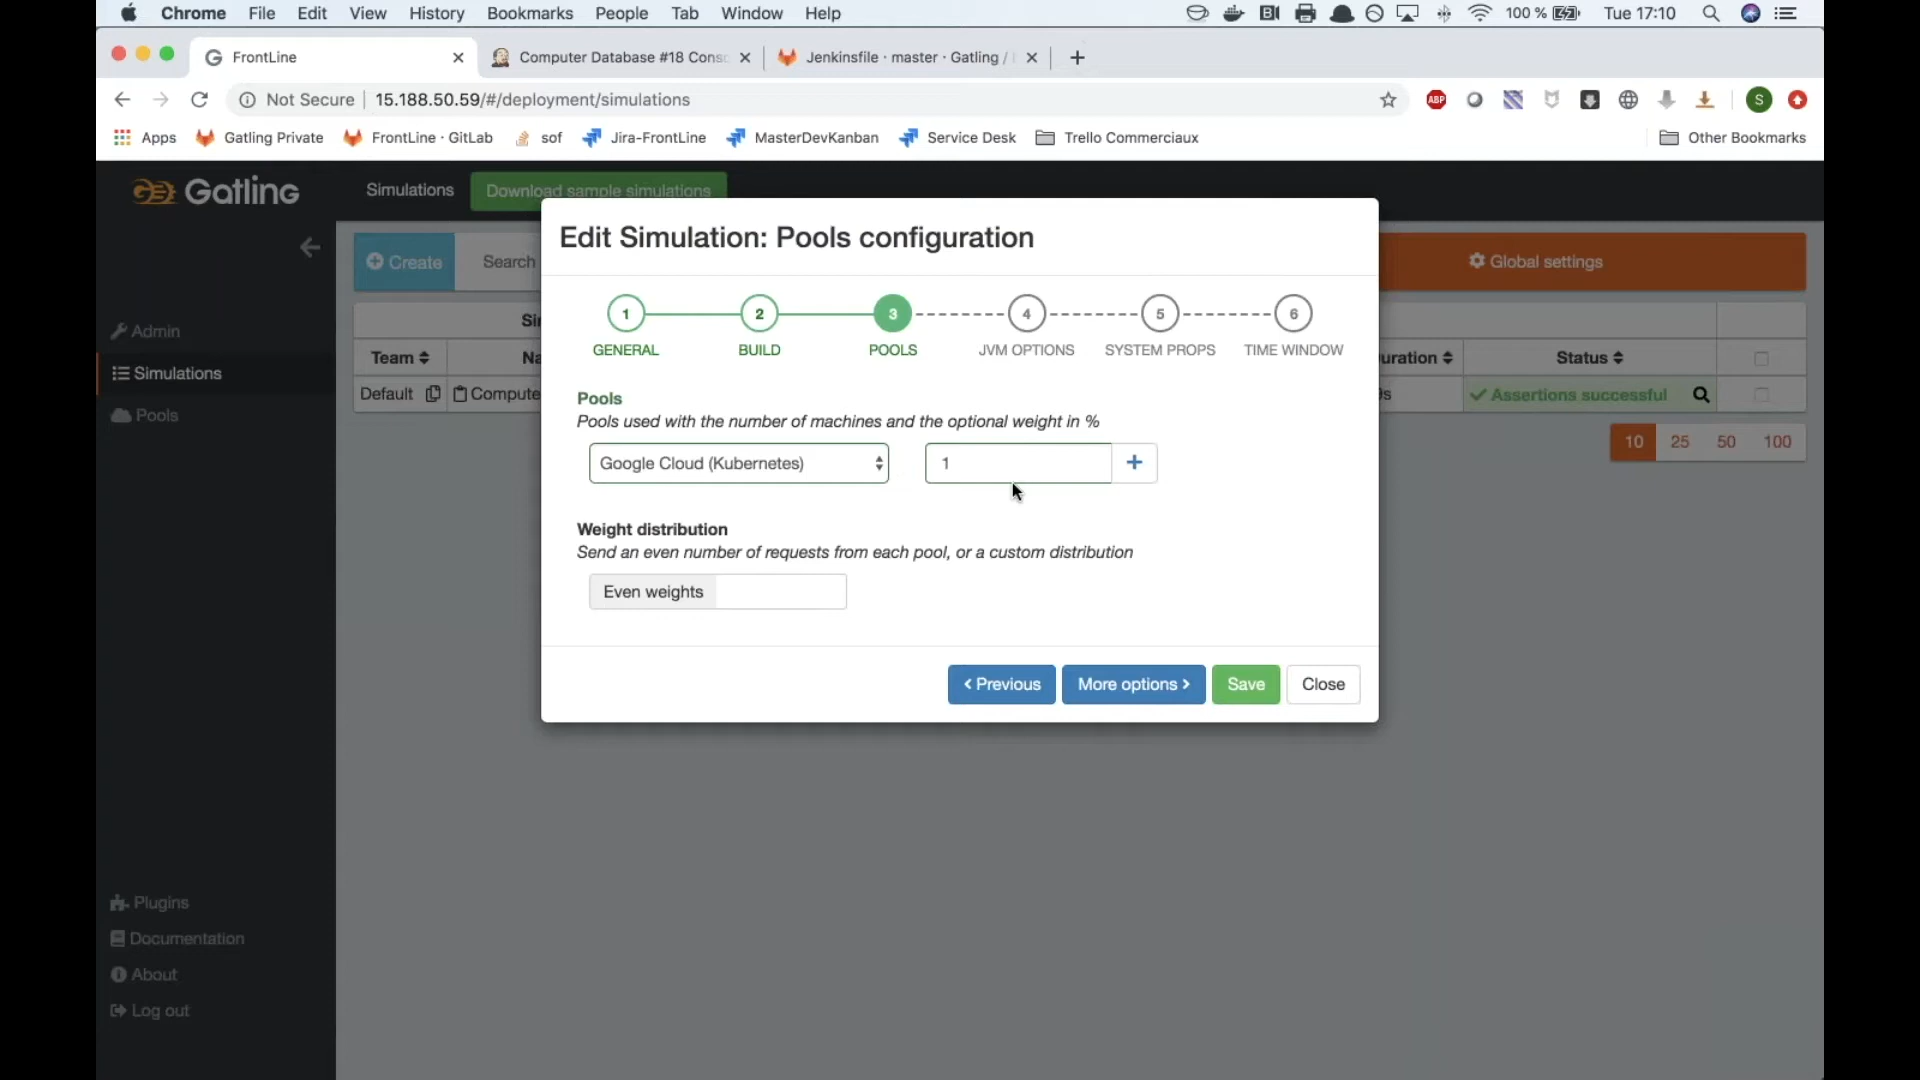 Chrome File Edit View History Bookmarks People Tab Window Help 100 % Tue 17:10
FrontLine Computer Database #18 Cons Jenkinsfile · master · Gatling /
Not Secure 15.188.50.59/#/deployment/simulations ABP S
Apps Gatling Private FrontLine · GitLab sof Jira-FrontLine MasterDevKanban Service Desk Trello Commerciaux Other Bookmarks
Gatling Simulations Download sample simulations
Edit Simulation: Pools configuration
Create Search Global settings
1 2 3 4 5 6
GENERAL BUILD POOLS JVM OPTIONS SYSTEM PROPS TIME WINDOW
Admin
Simulations
Pools
Team Status
Default Assertions successful
10 25 50 100
Pools
Pools used with the number of machines and the optional weight in %
Google Cloud (Kubernetes) 1
Weight distribution
Send an even number of requests from each pool, or a custom distribution
Even weights
Previous More options Save Close
Plugins
Documentation
About
Log out